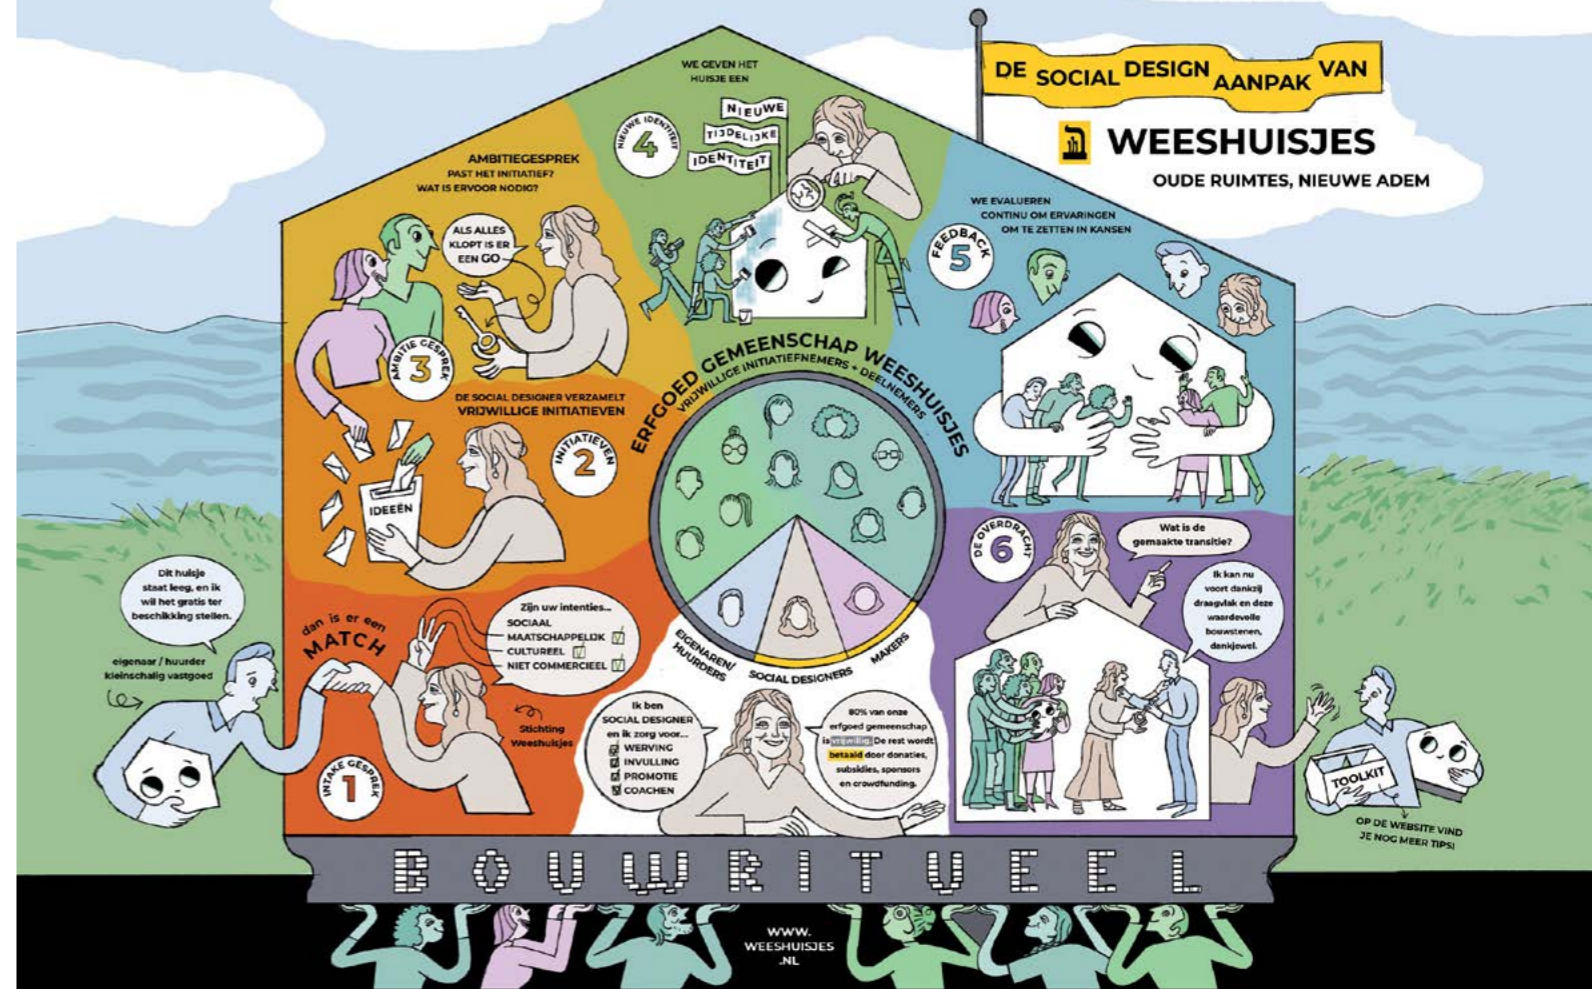 DE SOCIAL DESIGN AANPAK VAN
WEESHUISJES
OUDE RUIMTES, NIEUWE ADEM
Dit huisje
staat leeg, en ik
wil het gratis ter
beschikking stellen.
eigenaar / huurder
kleinschalig vastgoed
INTAKE GESPREK
1
dan is er een
MATCH
Zijn uw intenties...
SOCIAAL
MAATSCHAPPELIJK
CULTUREEL
NIET COMMERCIEEL
Stichting
Weeshuisjes
DE SOCIAL DESIGNER VERZAMELT
VRIJWILLIGE INITIATIEVEN
INITIATIEVEN
2
IDEEËN
AMBITIEGESPREK
PAST HET INITIATIEF?
WAT IS ERVOOR NODIG?
ALS ALLES
KLOPT IS ER
EEN GO
AMBITIE GESPREK
3
WE GEVEN HET
HUISJE EEN
NIEUWE
TIJDELIJKE
IDENTITEIT
NIEUWE IDENTITEIT
4
WE EVALUEREN
CONTINU OM ERVARINGEN
OM TE ZETTEN IN KANSEN
FEEDBACK
5
DE OVERDRACHT
6
Wat is de
gemaakte transitie?
Ik kan nu
voort dankzij
draagvlak en deze
waardevolle
bouwstenen,
dankjewel.
TOOLKIT
OP DE WEBSITE VIND
JE NOG MEER TIPS!
ERFGOED GEMEENSCHAP WEESHUISJES
VRIJWILLIGE INITIATIEFNEMERS + DEELNEMERS
EIGENAREN/
HUURDERS
SOCIAL DESIGNERS
MAKERS
Ik ben
SOCIAL DESIGNER
en ik zorg voor...
WERVING
INVULLING
PROMOTIE
COACHEN
80% van onze
erfgoed gemeenschap
is vrijwillig. De rest wordt
betaald door donaties,
subsidies, sponsors
en crowdfunding.
BOUWRITUEEL
WWW.
WEESHUISJES
.NL